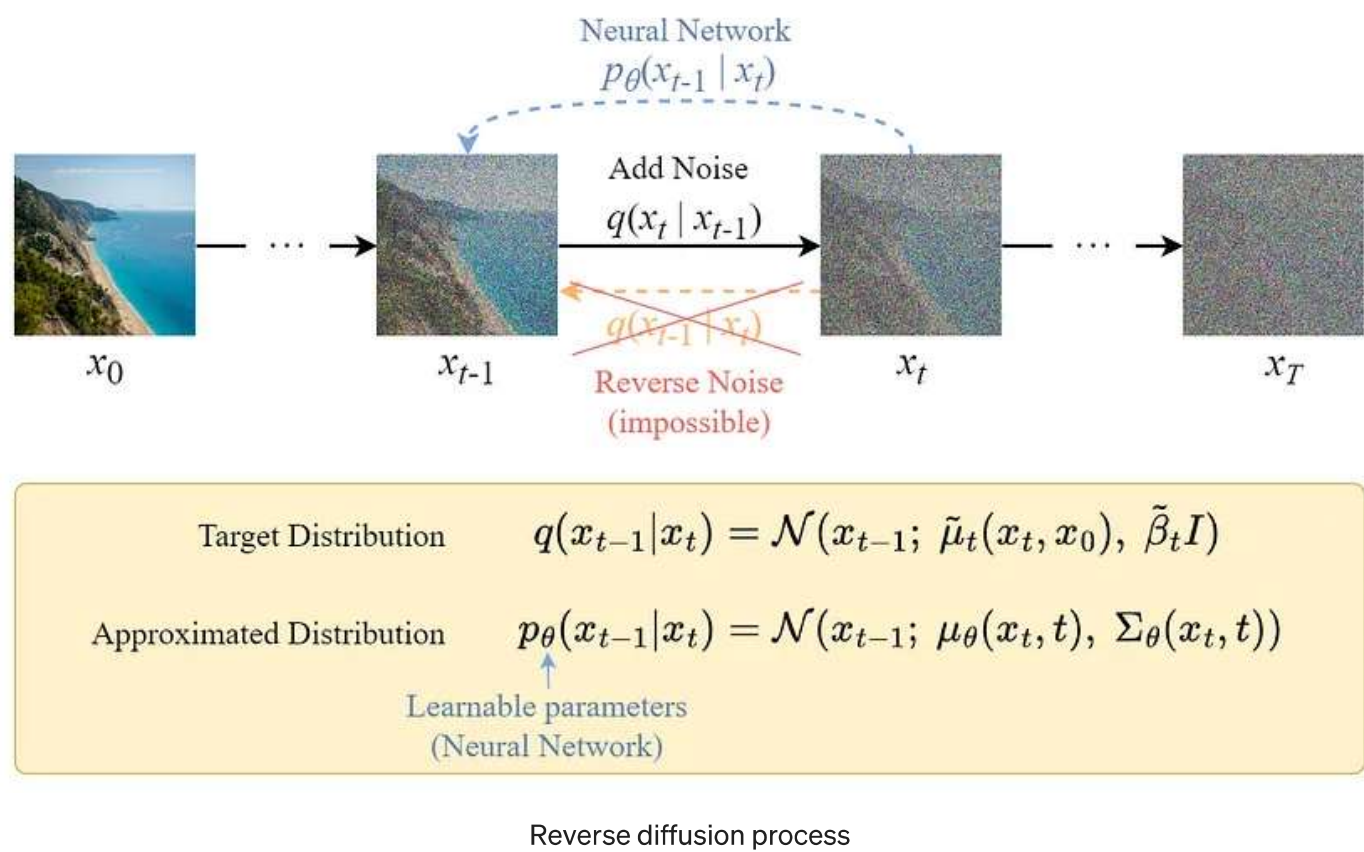 Neural Network
pθ(xt-1 | xt)
Add Noise
q(xt | xt-1)
q(xt-1 | xt)
x0
xt-1
xt
xT
Reverse Noise
(impossible)
Target Distribution q(xt−1|xt) = 𝒩(xt−1; μ̃t(xt, x0), β̃tI)
Approximated Distribution pθ(xt−1|xt) = 𝒩(xt−1; μθ(xt, t), Σθ(xt, t))
Learnable parameters
(Neural Network)
Reverse diffusion process